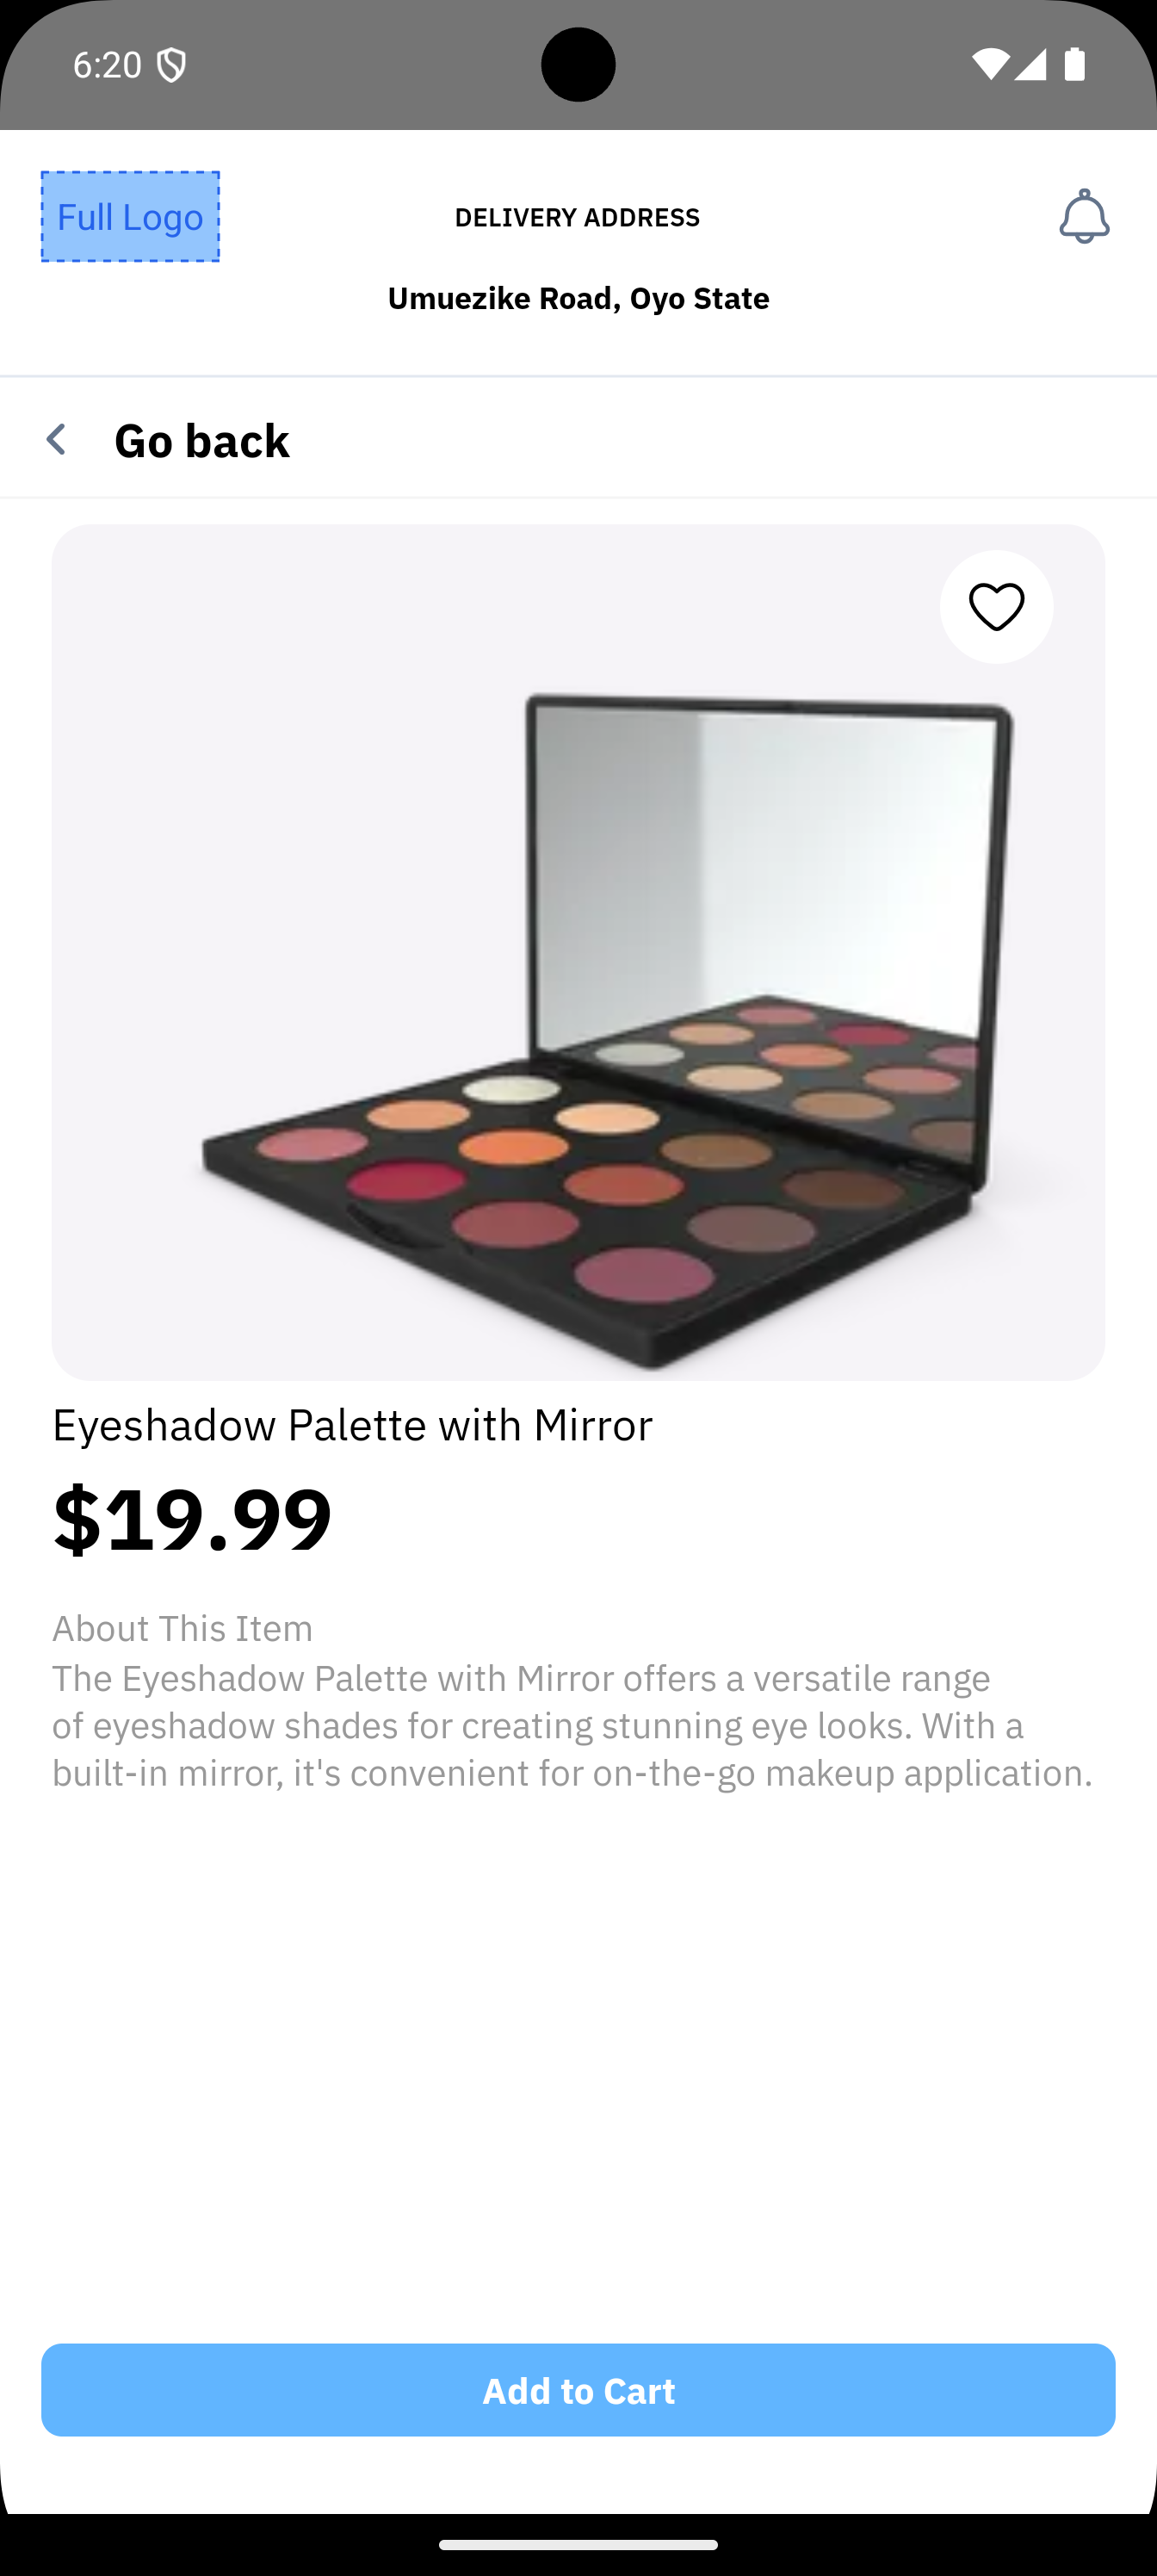 6:20
Full Logo
DELIVERY ADDRESS
Umuezike Road, Oyo State
Go back
Eyeshadow Palette with Mirror
$19.99
About This Item
The Eyeshadow Palette with Mirror offers a versatile range
of eyeshadow shades for creating stunning eye looks. With a
built-in mirror, it's convenient for on-the-go makeup application.
Add to Cart